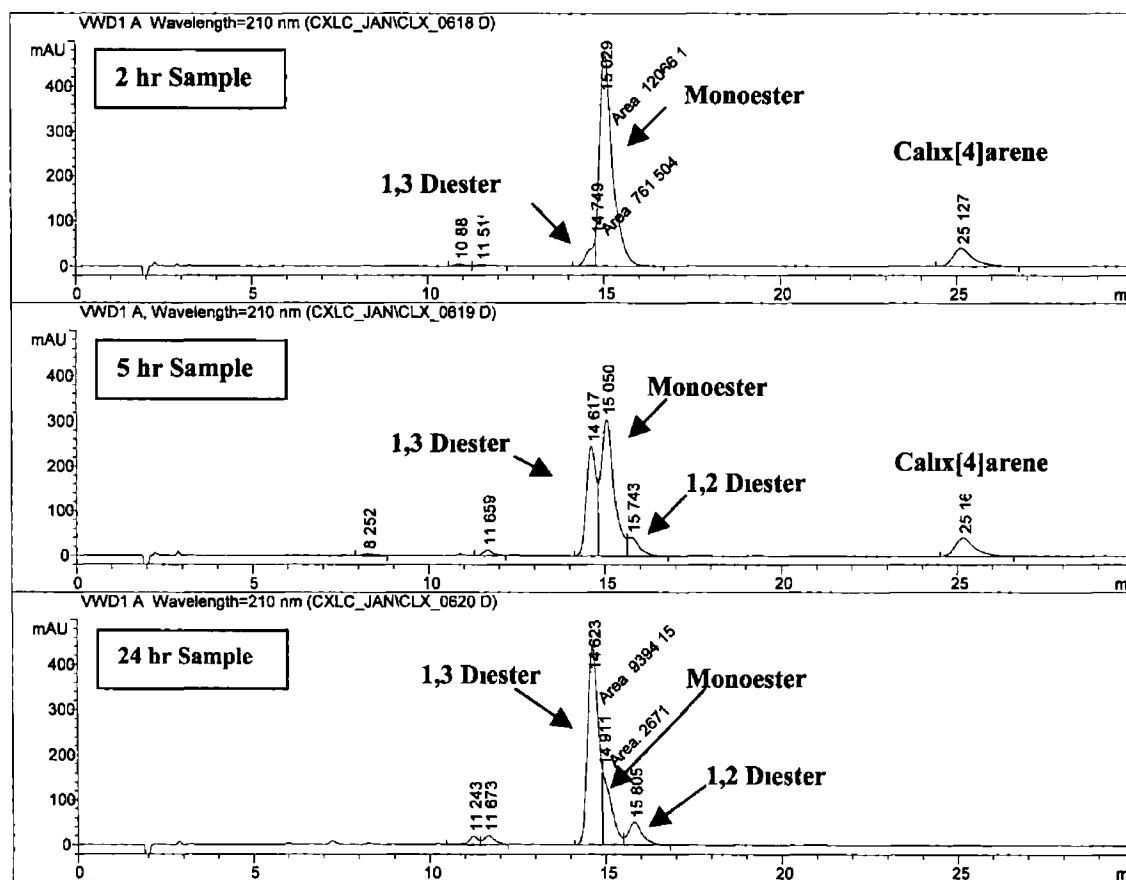 VWD1 A Wavelength=210 nm (CXLC_JAN\CLX_0618 D)
mAU
2 hr Sample
400
300
200
100
0
15 029
Area 12066 1
Monoester
Calix[4]arene
1,3 Diester
14 749
Area 761 504
10 88
11 51
25 127
0 5 10 15 20 25 m
VWD1 A, Wavelength=210 nm (CXLC_JAN\CLX_0619 D)
mAU
5 hr Sample
400
300
200
100
0
14 617
15 050
Monoester
1,3 Diester
Calix[4]arene
1,2 Diester
8 252
11 659
15 743
25 16
0 5 10 15 20 25 m
VWD1 A Wavelength=210 nm (CXLC_JAN\CLX_0620 D)
mAU
24 hr Sample
400
300
200
100
0
14 623
Area 9394 15
1,3 Diester
Monoester
4 911
Area. 2671
1,2 Diester
11 243
11 673
15 805
0 5 10 15 20 25 m